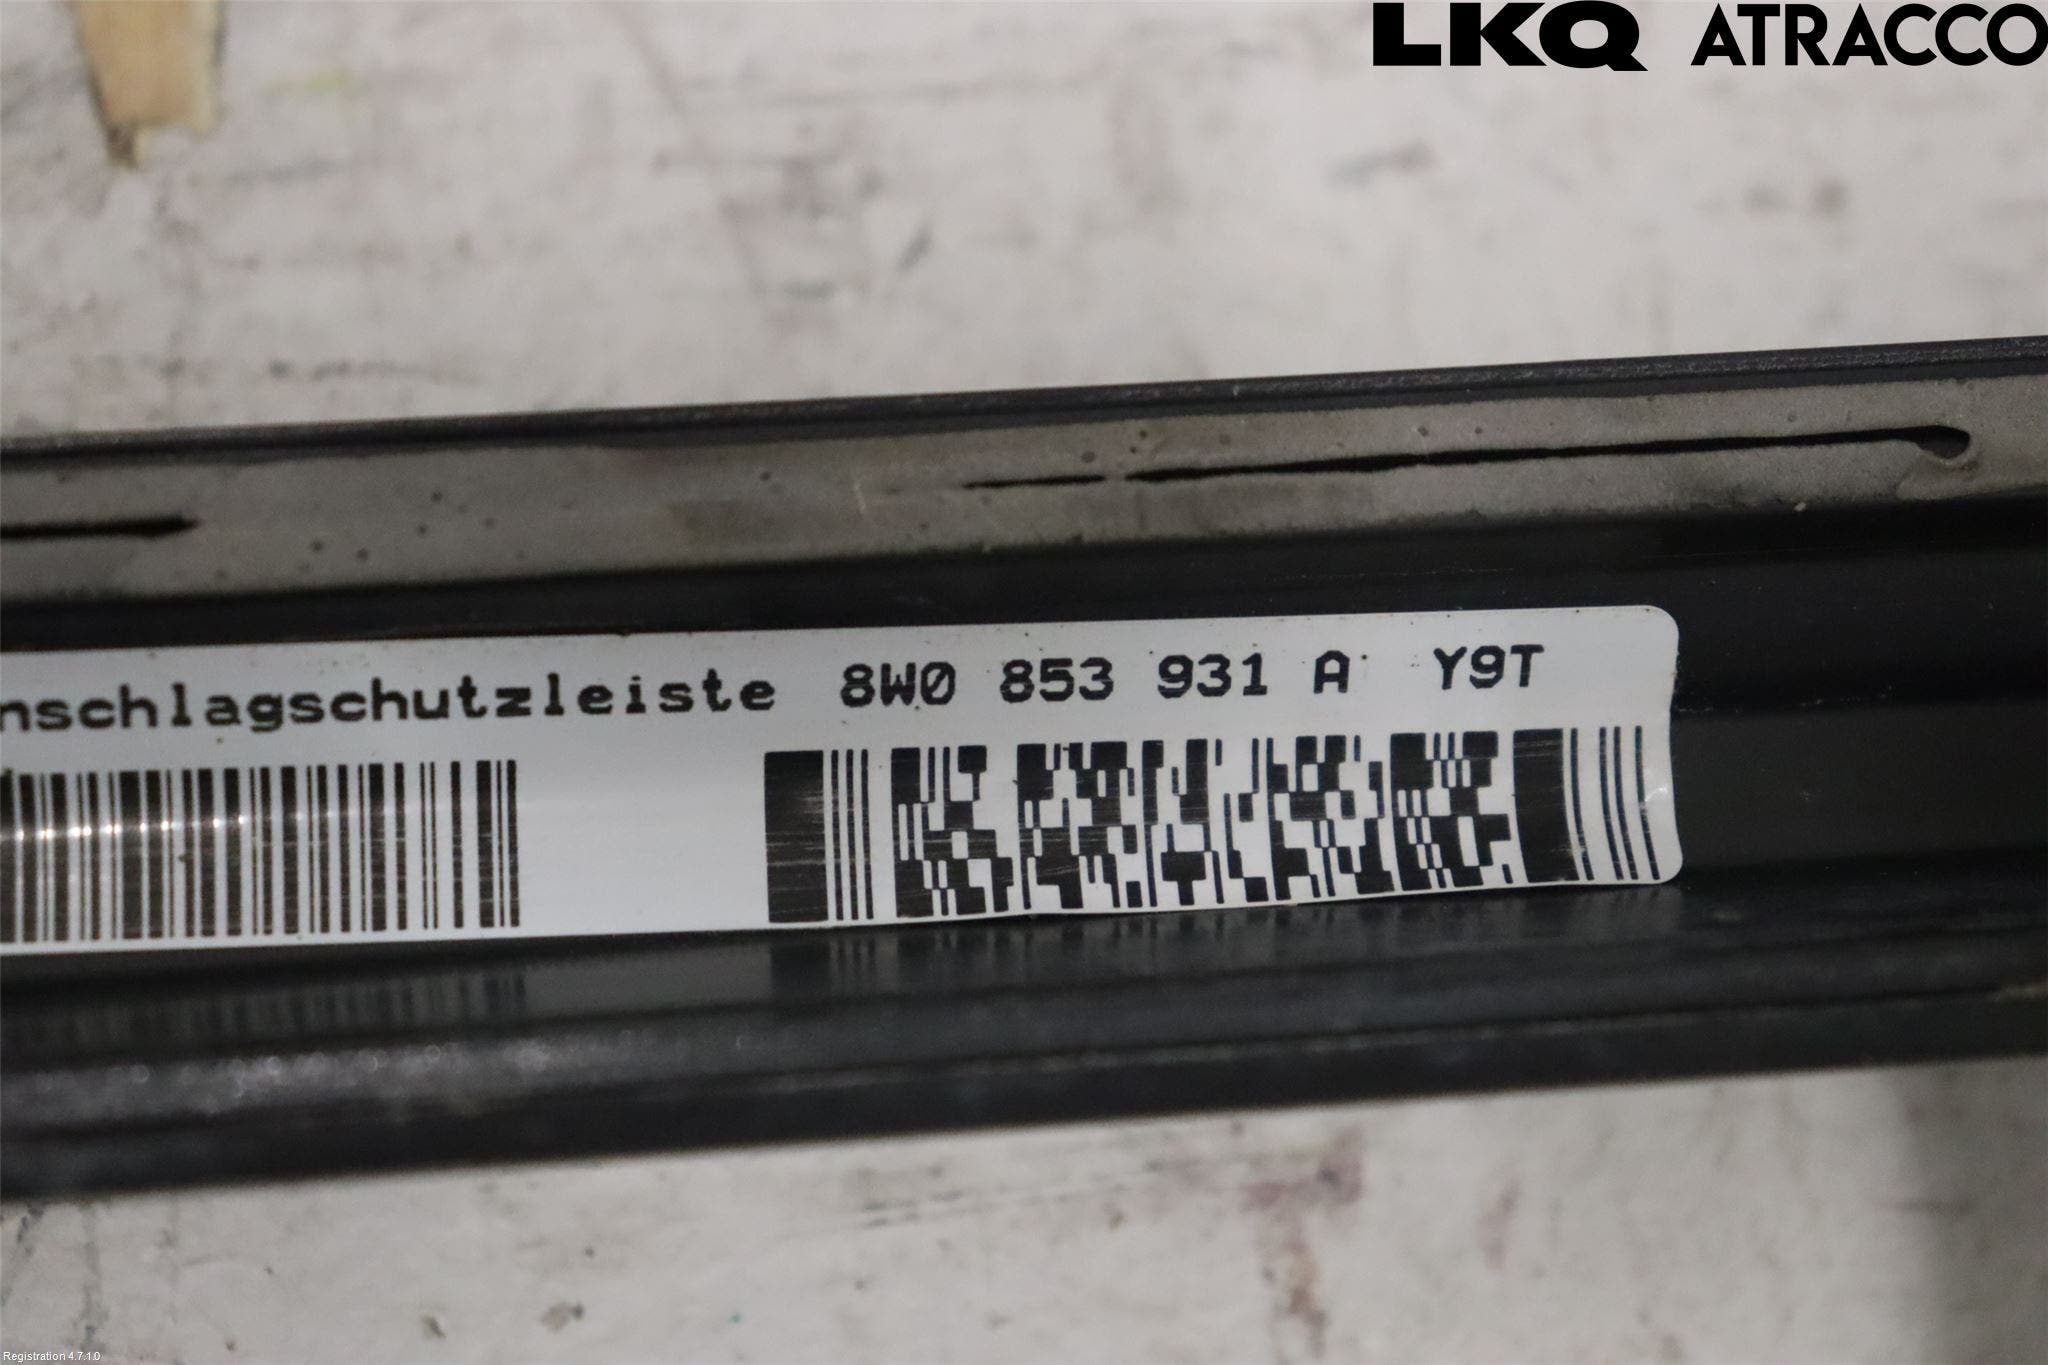 LKQ ATRACCO
nschlagschutzleiste 8W0 853 931 A Y9T
Registration 4.7.1.0